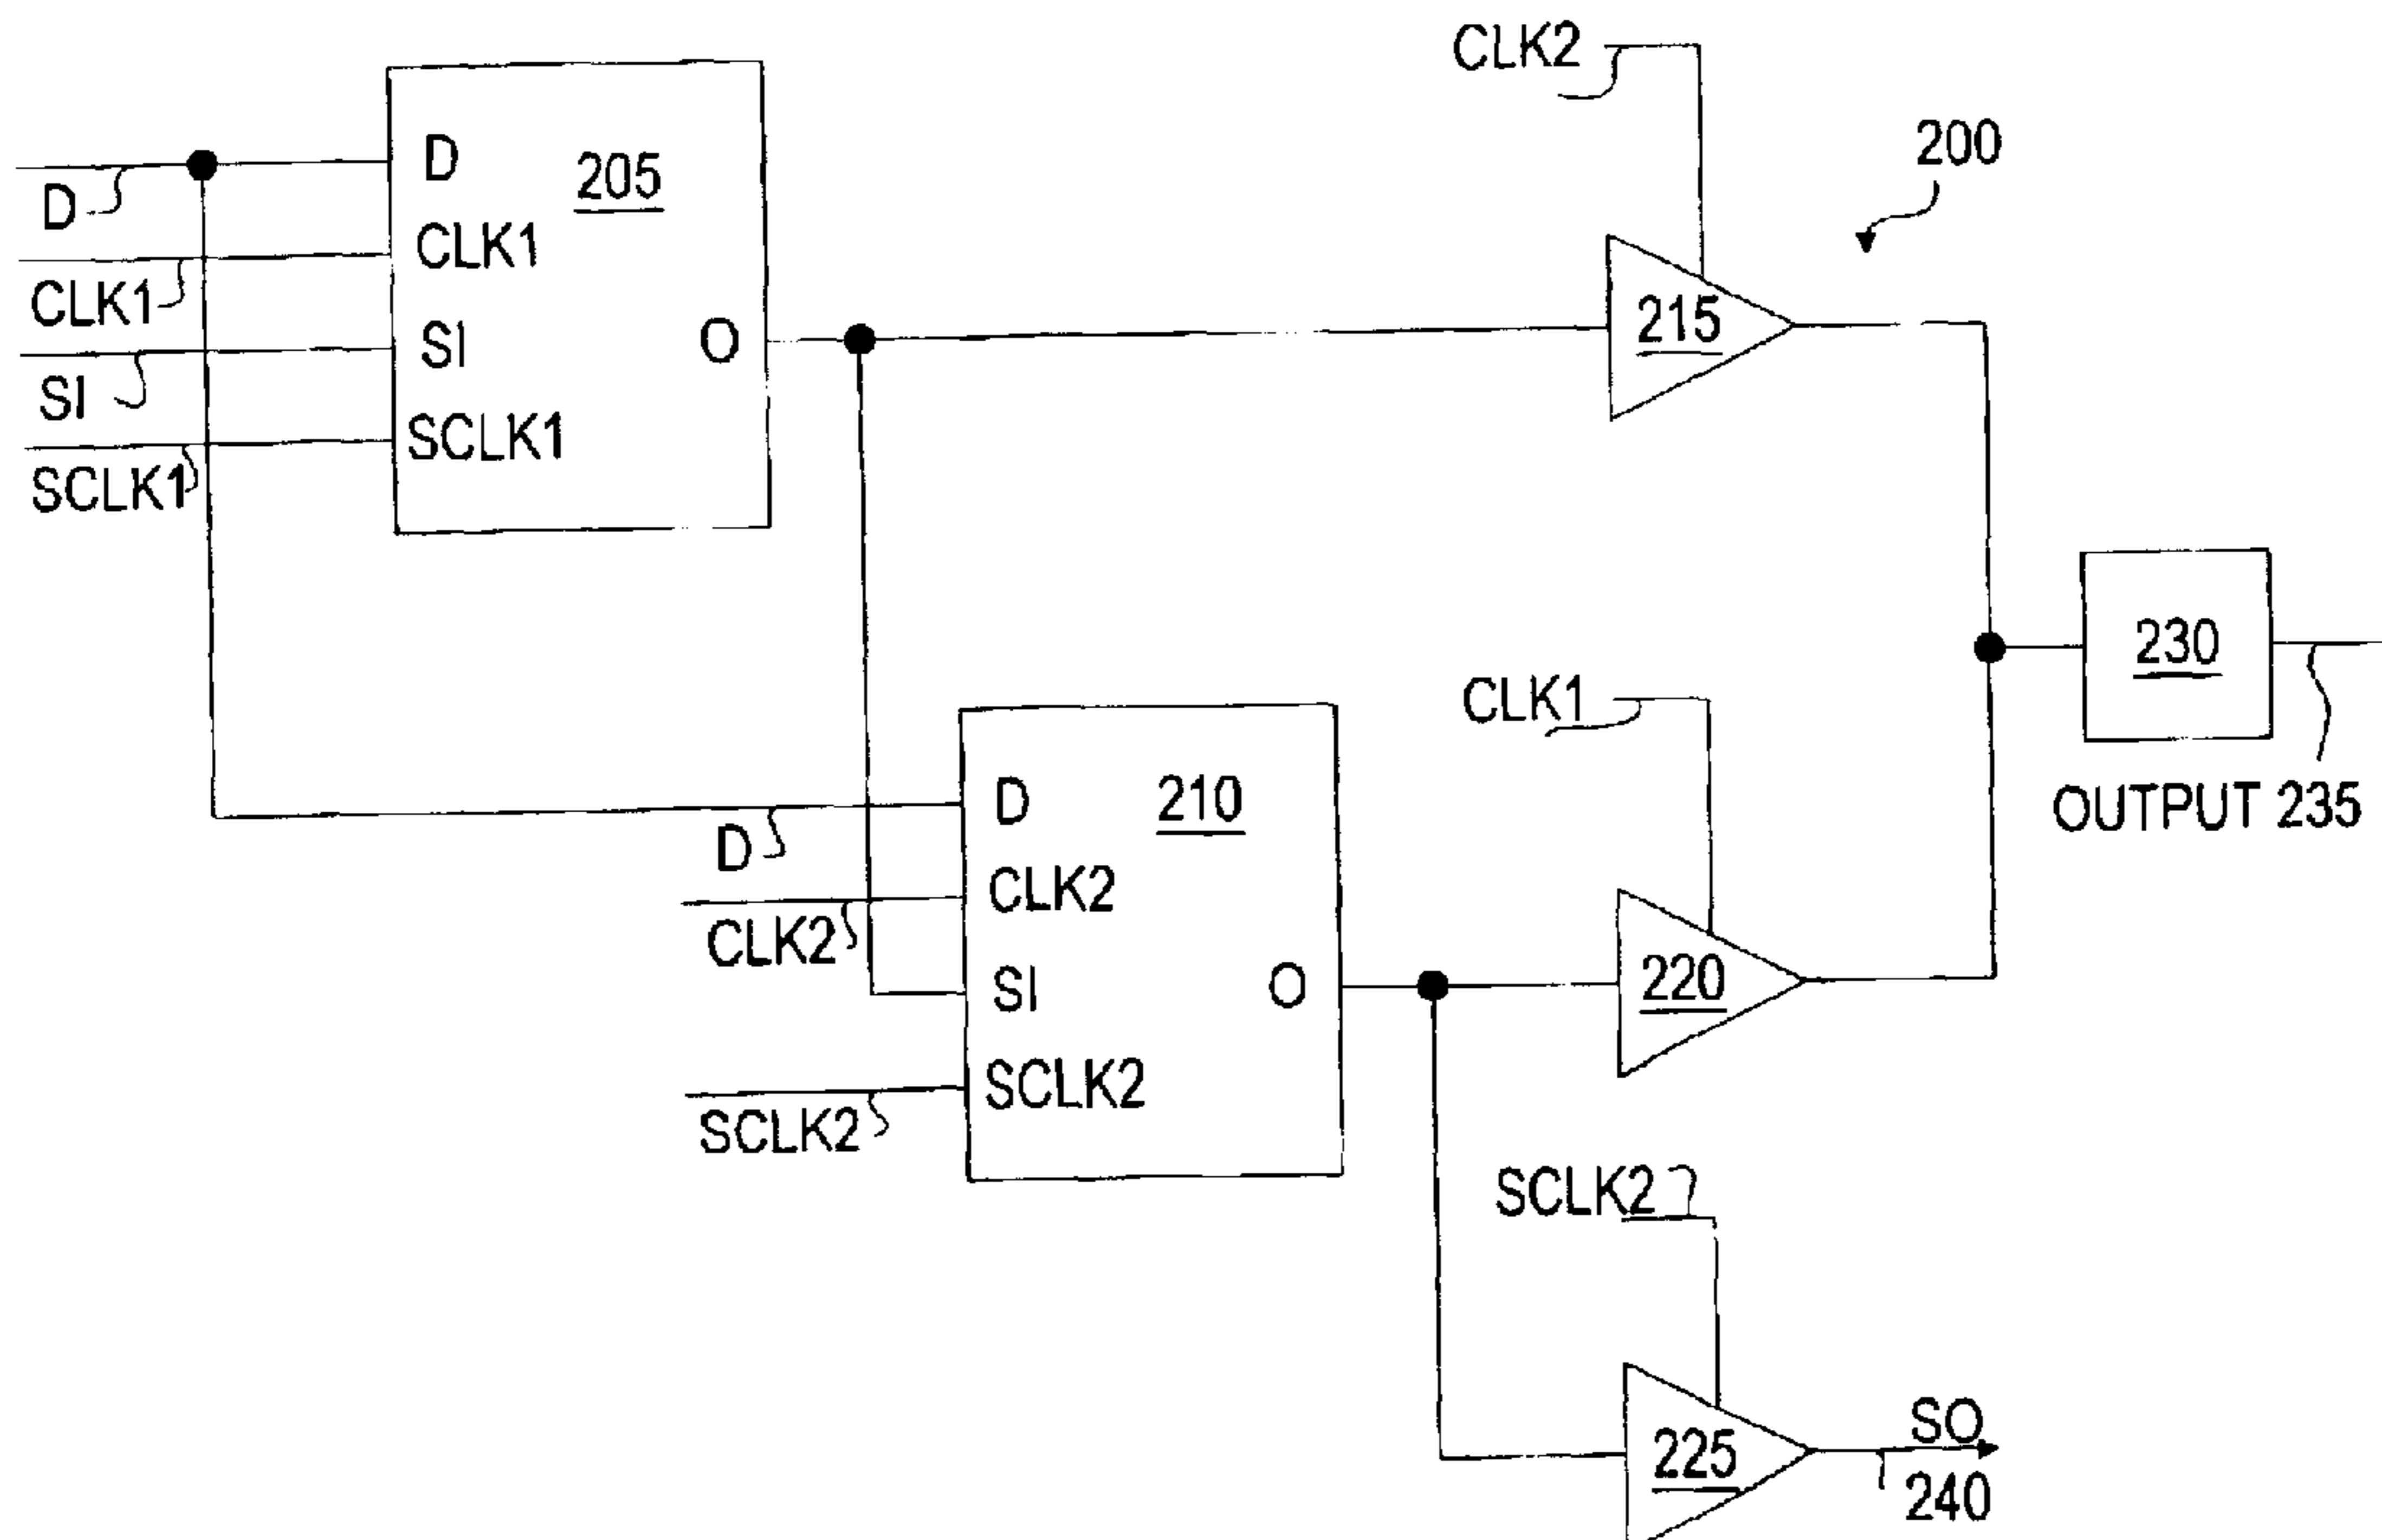 CLK2
200
D
D
205
CLK1
CLK1
215
SI
O
SI
SCLK1
SCLK1
230
CLK1
OUTPUT 235
D
210
D
CLK2
CLK2
SI
O
220
SCLK2
SCLK2
SCLK2
SO
225
240